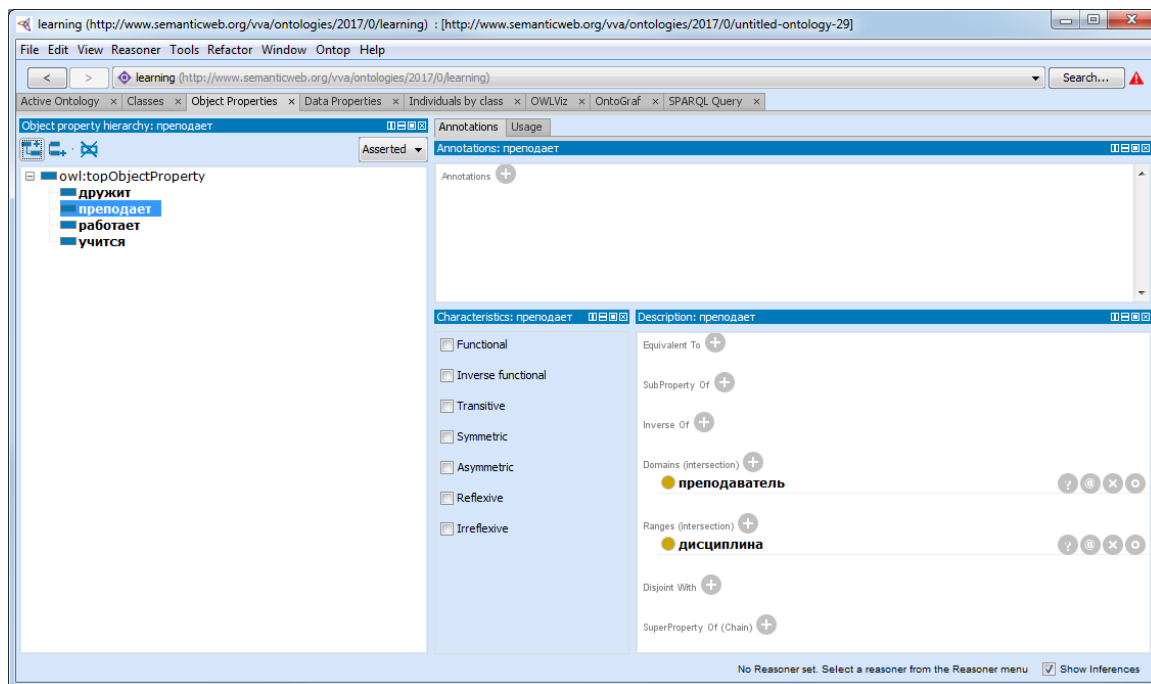 learning (http://www.semanticweb.org/vva/ontologies/2017/0/learning) : [http://www.semanticweb.org/vva/ontologies/2017/0/untitled-ontology-29]
File Edit View Reasoner Tools Refactor Window Ontop Help
< > learning (http://www.semanticweb.org/vva/ontologies/2017/0/learning) Search...
Active Ontology × Classes × Object Properties × Data Properties × Individuals by class × OWLViz × OntoGraf × SPARQL Query ×
Object property hierarchy: преподает
Asserted
owl:topObjectProperty
дружит
преподает
работает
учится
Annotations Usage
Annotations: преподает
Annotations
Characteristics: преподает
Functional
Inverse functional
Transitive
Symmetric
Asymmetric
Reflexive
Irreflexive
Description: преподает
Equivalent To
SubProperty Of
Inverse Of
Domains (intersection)
преподаватель
Ranges (intersection)
дисциплина
Disjoint With
SuperProperty Of (Chain)
No Reasoner set. Select a reasoner from the Reasoner menu Show Inferences